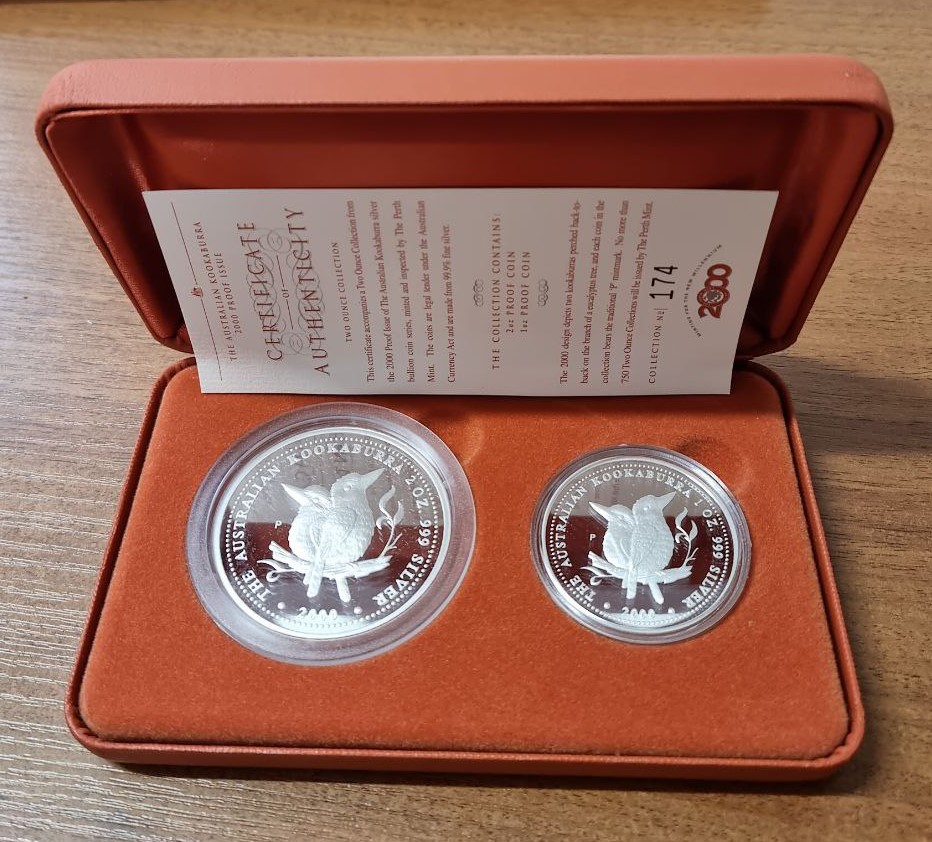 THE AUSTRALIAN KOOKABURRA
2000 PROOF ISSUE
CERTIFICATE
OF
AUTHENTICITY
TWO OUNCE COLLECTION
This certificate accompanies a Two Ounce Collection from
the 2000 Proof Issue of The Australian Kookaburra silver
bullion coin series, minted and inspected by The Perth
Mint. The coins are legal tender under the Australian
Currency Act and are made from 99.9% fine silver.
THE COLLECTION CONTAINS:
2oz PROOF COIN
1oz PROOF COIN
The 2000 design depicts two kookaburras perched back-to-
back on the branch of a eucalyptus tree, and each coin in the
collection bears the traditional 'P' mintmark. No more than
750 Two Ounce Collections will be issued by The Perth Mint.
COLLECTION No 174
2000
THE NEW MILLENNIUM
THE AUSTRALIAN KOOKABURRA 2 OZ. 999 SILVER
P
2000
THE AUSTRALIAN KOOKABURRA 1 OZ. 999 SILVER
P
2000